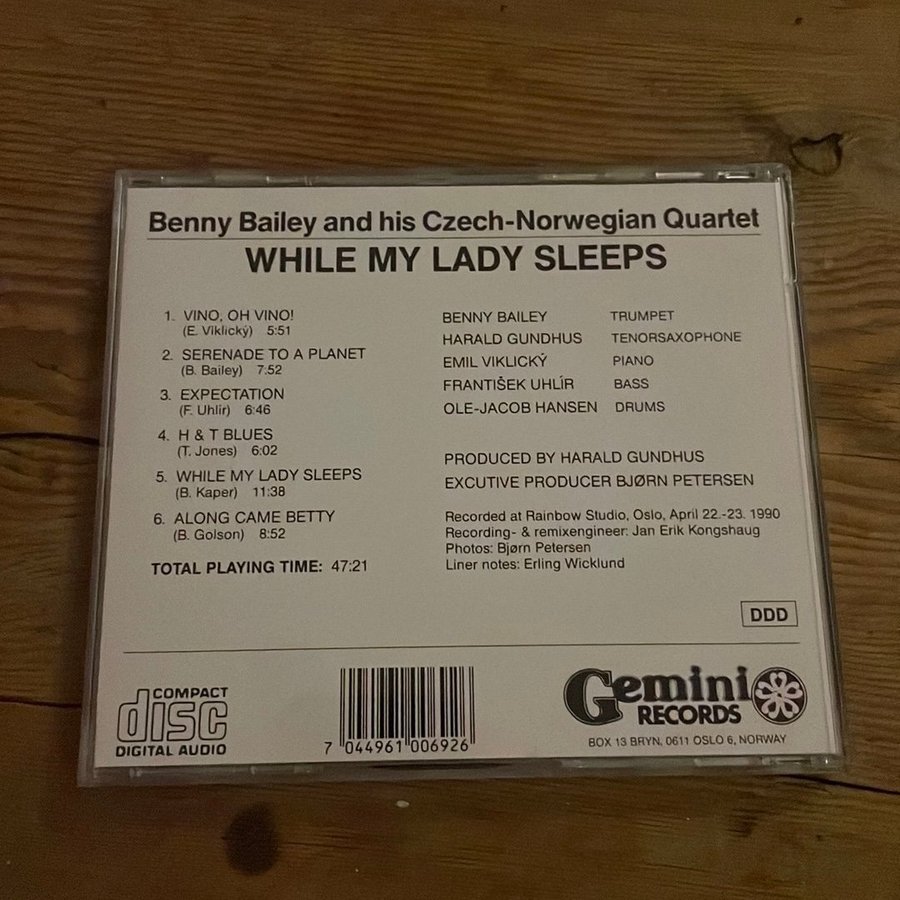 Benny Bailey and his Czech-Norwegian Quartet
WHILE MY LADY SLEEPS
1. VINO, OH VINO!
(E. Viklický) 5:51
2. SERENADE TO A PLANET
(B. Bailey) 7:52
3. EXPECTATION
(F. Uhlír) 6:46
4. H & T BLUES
(T. Jones) 6:02
5. WHILE MY LADY SLEEPS
(B. Kaper) 11:38
6. ALONG CAME BETTY
(B. Golson) 8:52
TOTAL PLAYING TIME: 47:21
BENNY BAILEY TRUMPET
HARALD GUNDHUS TENORSAXOPHONE
EMIL VIKLICKÝ PIANO
FRANTIŠEK UHLÍR BASS
OLE-JACOB HANSEN DRUMS
PRODUCED BY HARALD GUNDHUS
EXCUTIVE PRODUCER BJØRN PETERSEN
Recorded at Rainbow Studio, Oslo, April 22.-23. 1990
Recording- & remixengineer: Jan Erik Kongshaug
Photos: Bjørn Petersen
Liner notes: Erling Wicklund
DDD
COMPACT
disc
DIGITAL AUDIO
7 044961 006926
Gemini
RECORDS
BOX 13 BRYN, 0611 OSLO 6, NORWAY